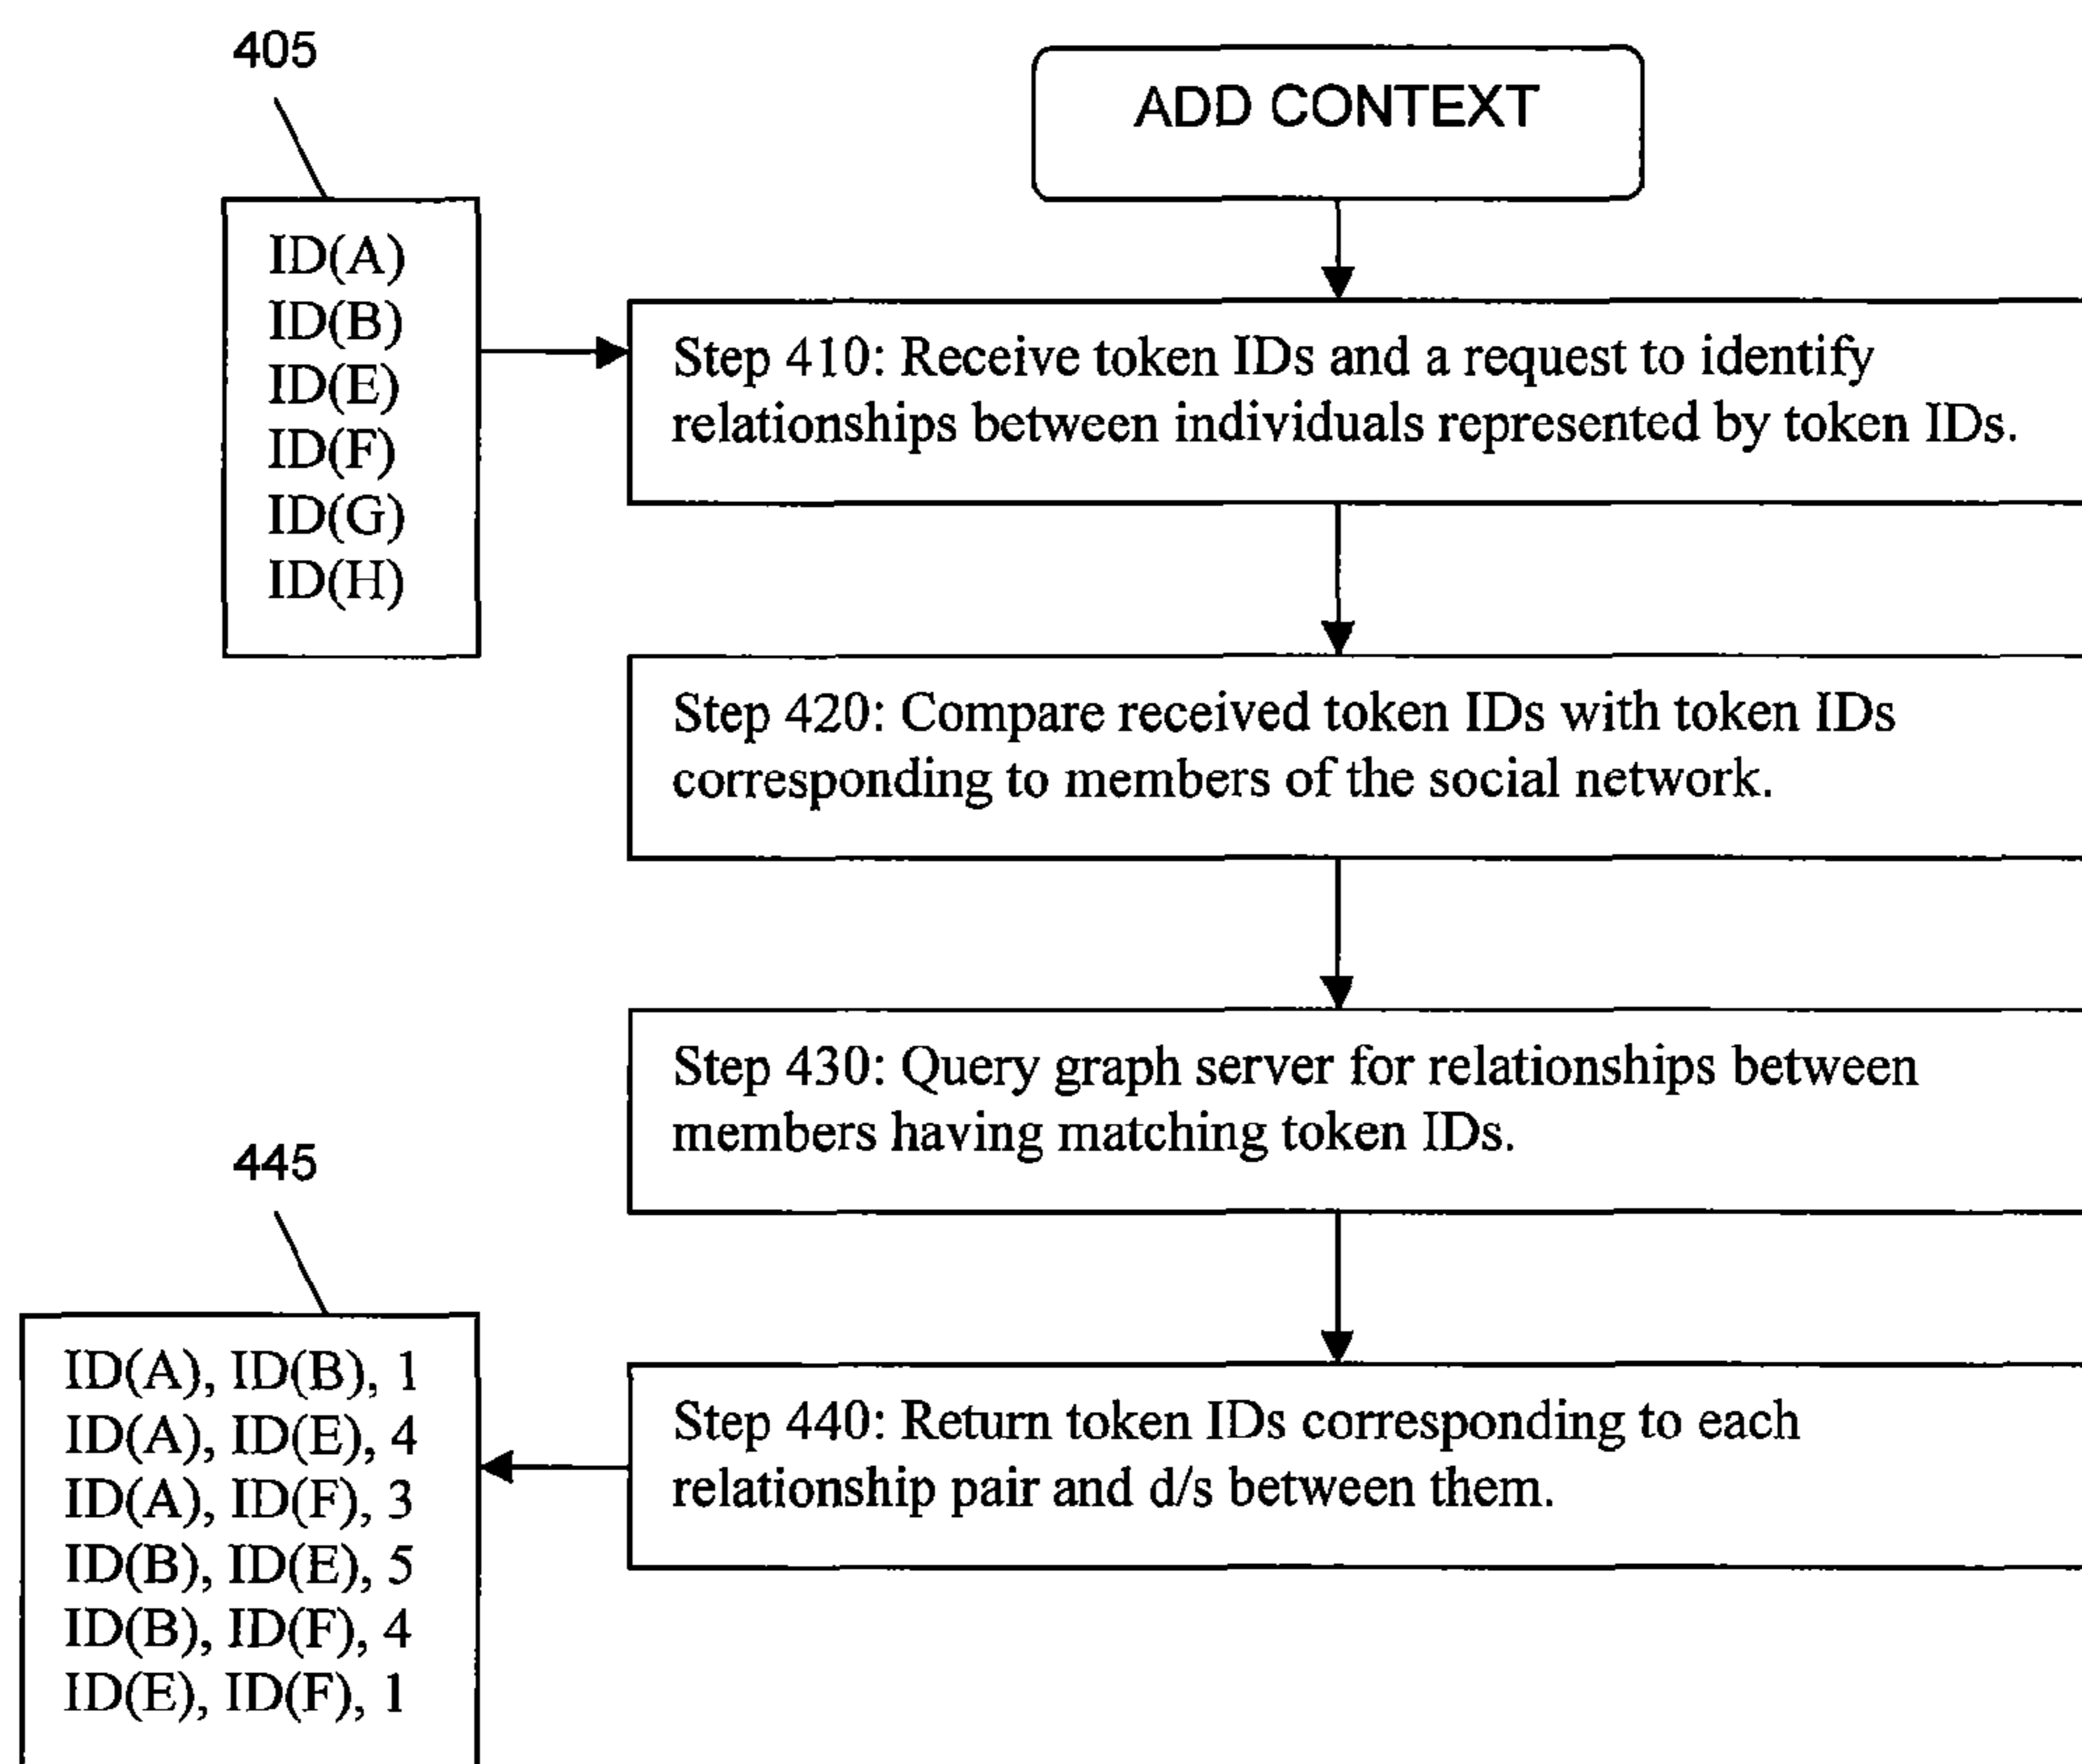 405
ADD CONTEXT
ID(A)
ID(B)
ID(E)
ID(F)
ID(G)
ID(H)
Step 410: Receive token IDs and a request to identify
relationships between individuals represented by token IDs.
Step 420: Compare received token IDs with token IDs
corresponding to members of the social network.
Step 430: Query graph server for relationships between
members having matching token IDs.
445
ID(A), ID(B), 1
ID(A), ID(E), 4
ID(A), ID(F), 3
ID(B), ID(E), 5
ID(B), ID(F), 4
ID(E), ID(F), 1
Step 440: Return token IDs corresponding to each
relationship pair and d/s between them.